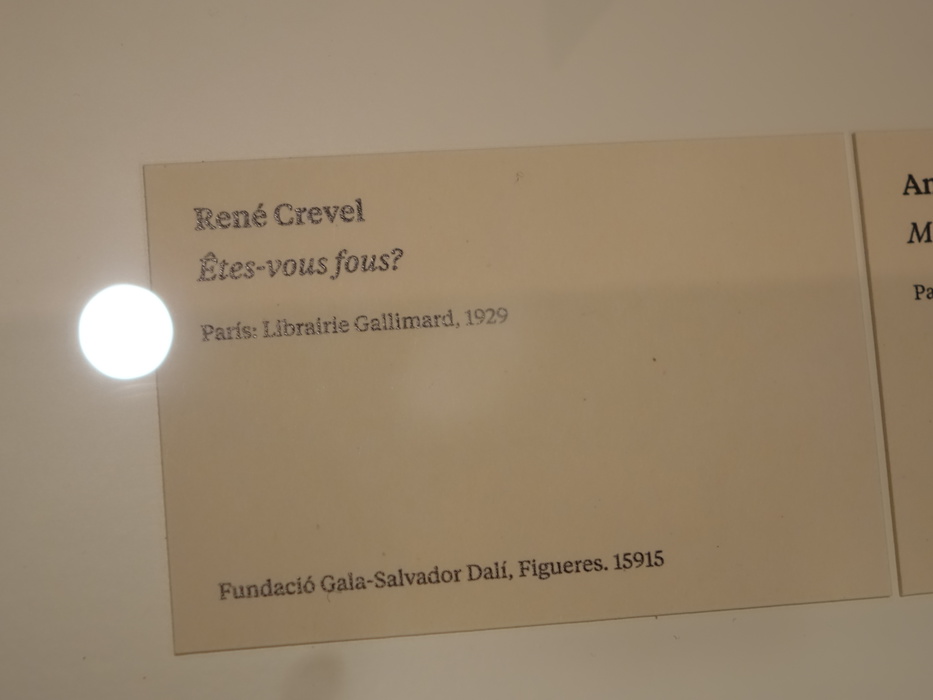 René Crevel
Êtes-vous fous?
París: Librairie Gallimard, 1929
Fundació Gala-Salvador Dalí, Figueres. 15915